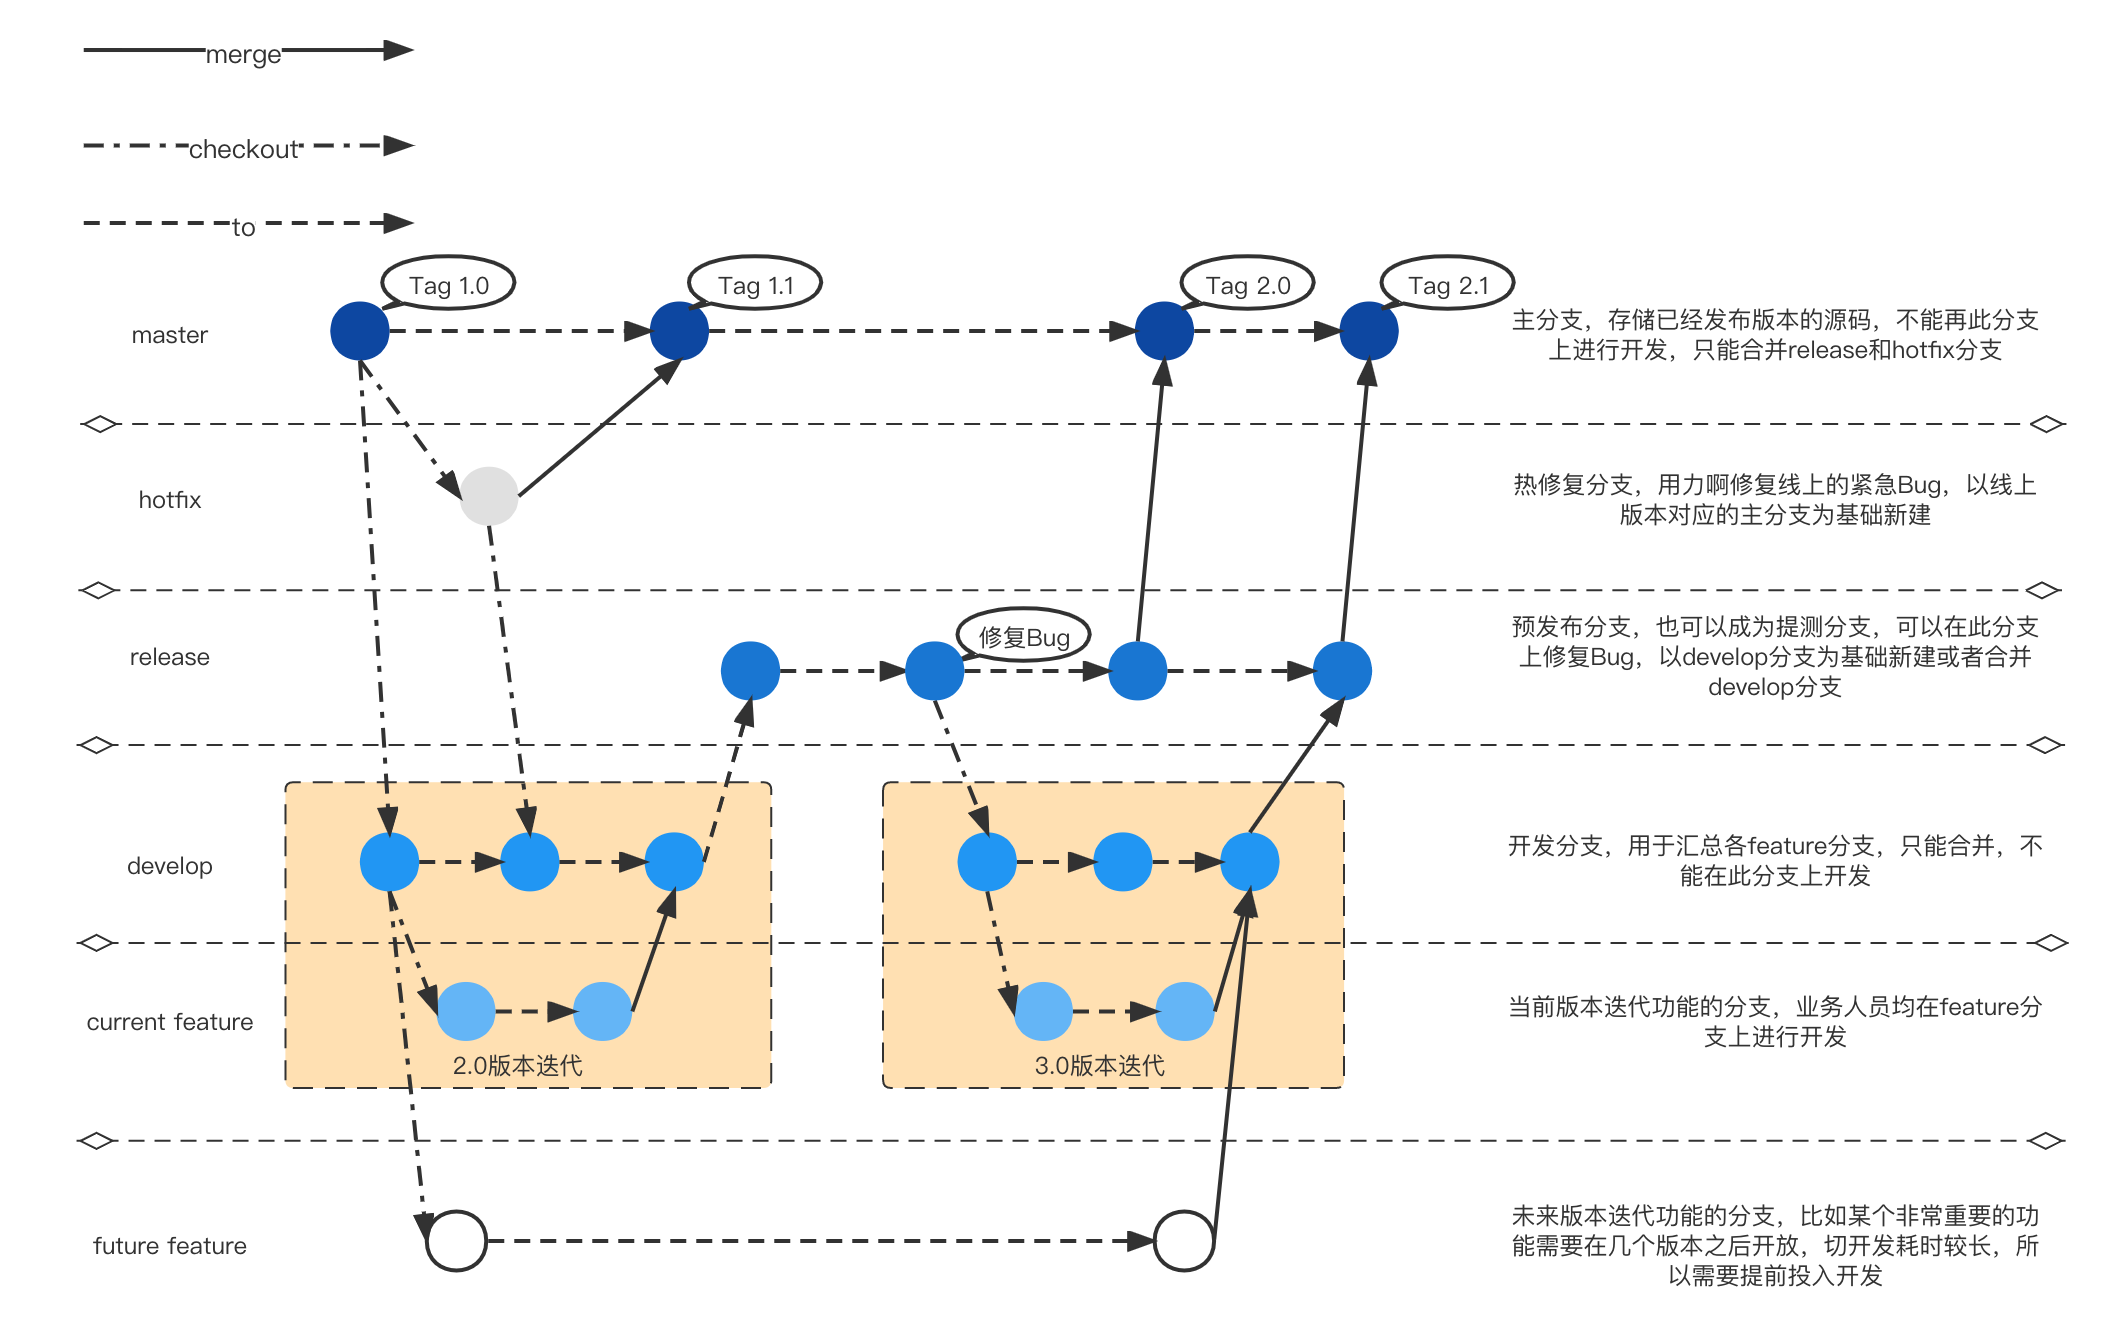 merge
checkout
to
Tag 1.0
Tag 1.1
Tag 2.0
Tag 2.1
master
主分支，存储已经发布版本的源码，不能再此分支
上进行开发，只能合并release和hotfix分支
hotfix
热修复分支，用力啊修复线上的紧急Bug，以线上
版本对应的主分支为基础新建
release
修复Bug
预发布分支，也可以成为提测分支，可以在此分支
上修复Bug，以develop分支为基础新建或者合并
develop分支
develop
开发分支，用于汇总各feature分支，只能合并，不
能在此分支上开发
current feature
当前版本迭代功能的分支，业务人员均在feature分
支上进行开发
2.0版本迭代
3.0版本迭代
future feature
未来版本迭代功能的分支，比如某个非常重要的功
能需要在几个版本之后开放，切开发耗时较长，所
以需要提前投入开发